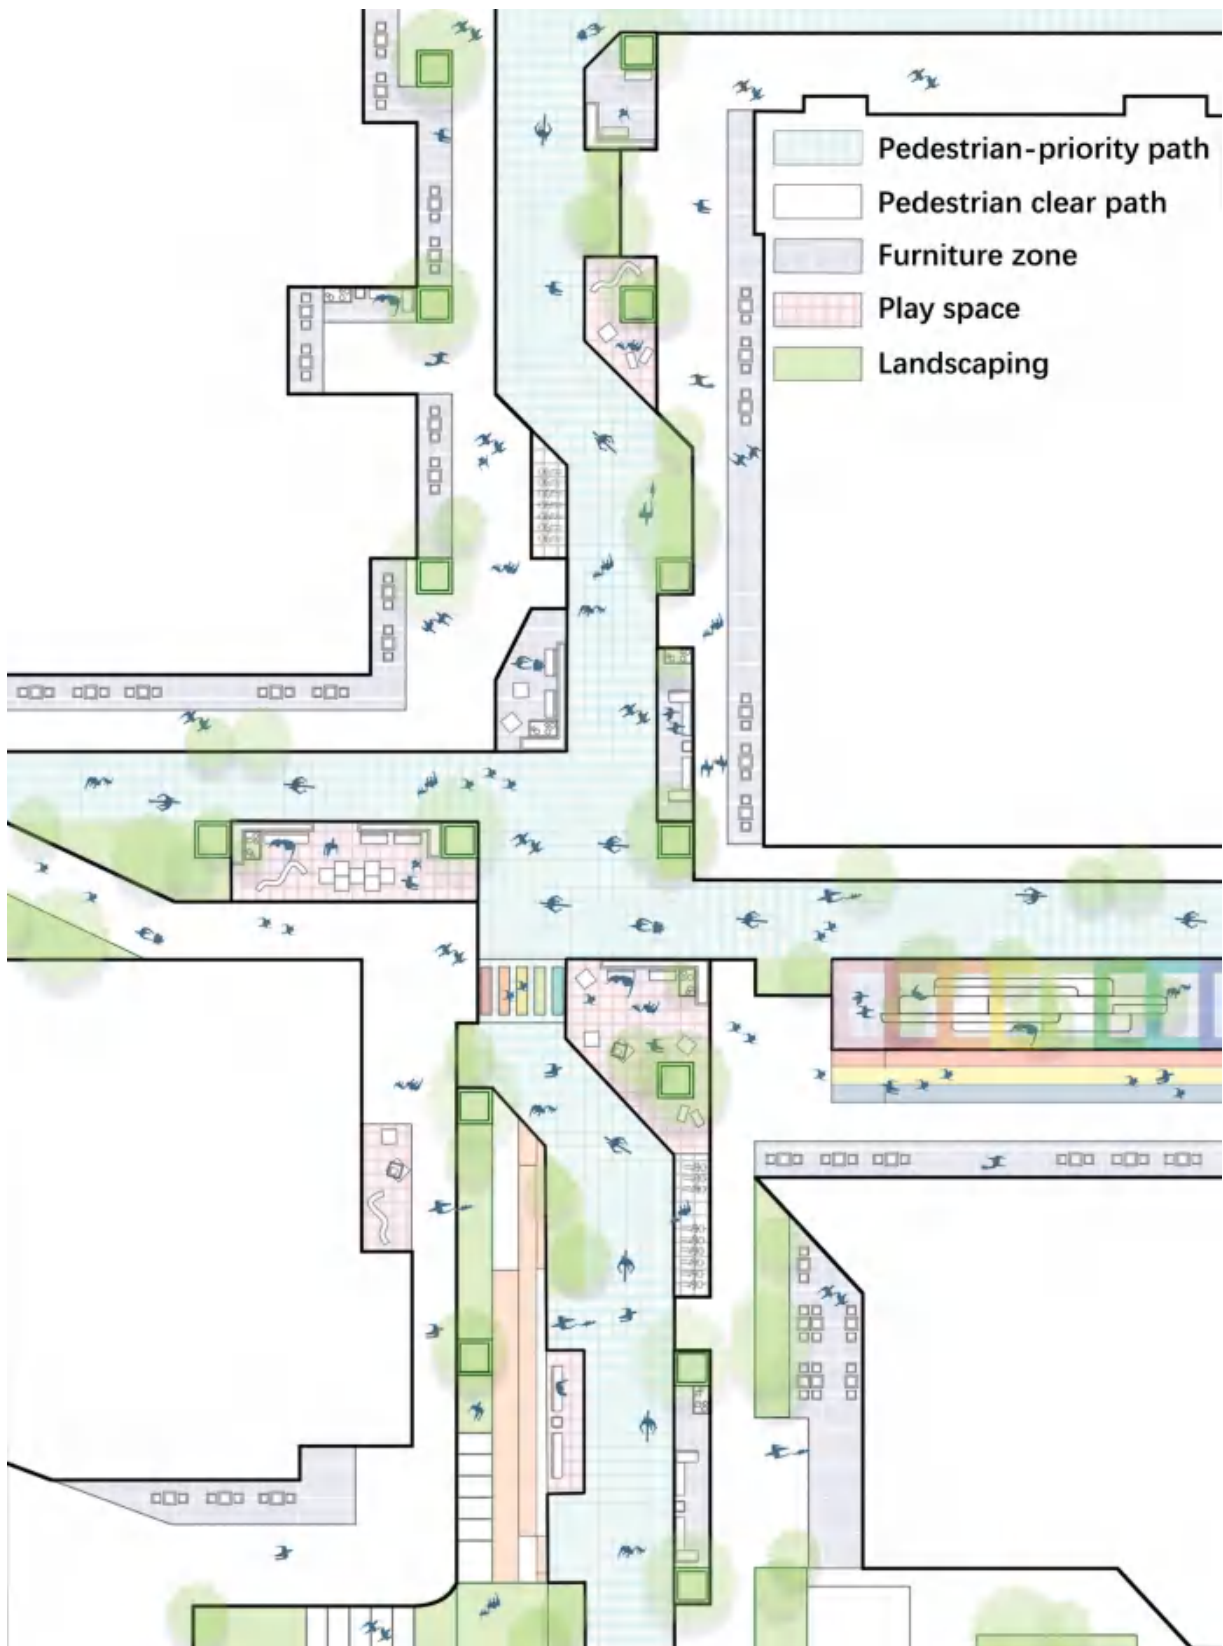 Pedestrian-priority path
Pedestrian clear path
Furniture zone
Play space
Landscaping